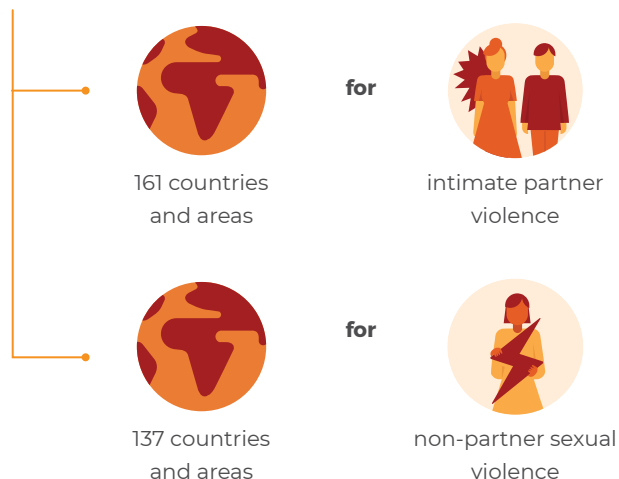 for
161 countries
and areas
intimate partner
violence
for
137 countries
and areas
non-partner sexual
violence